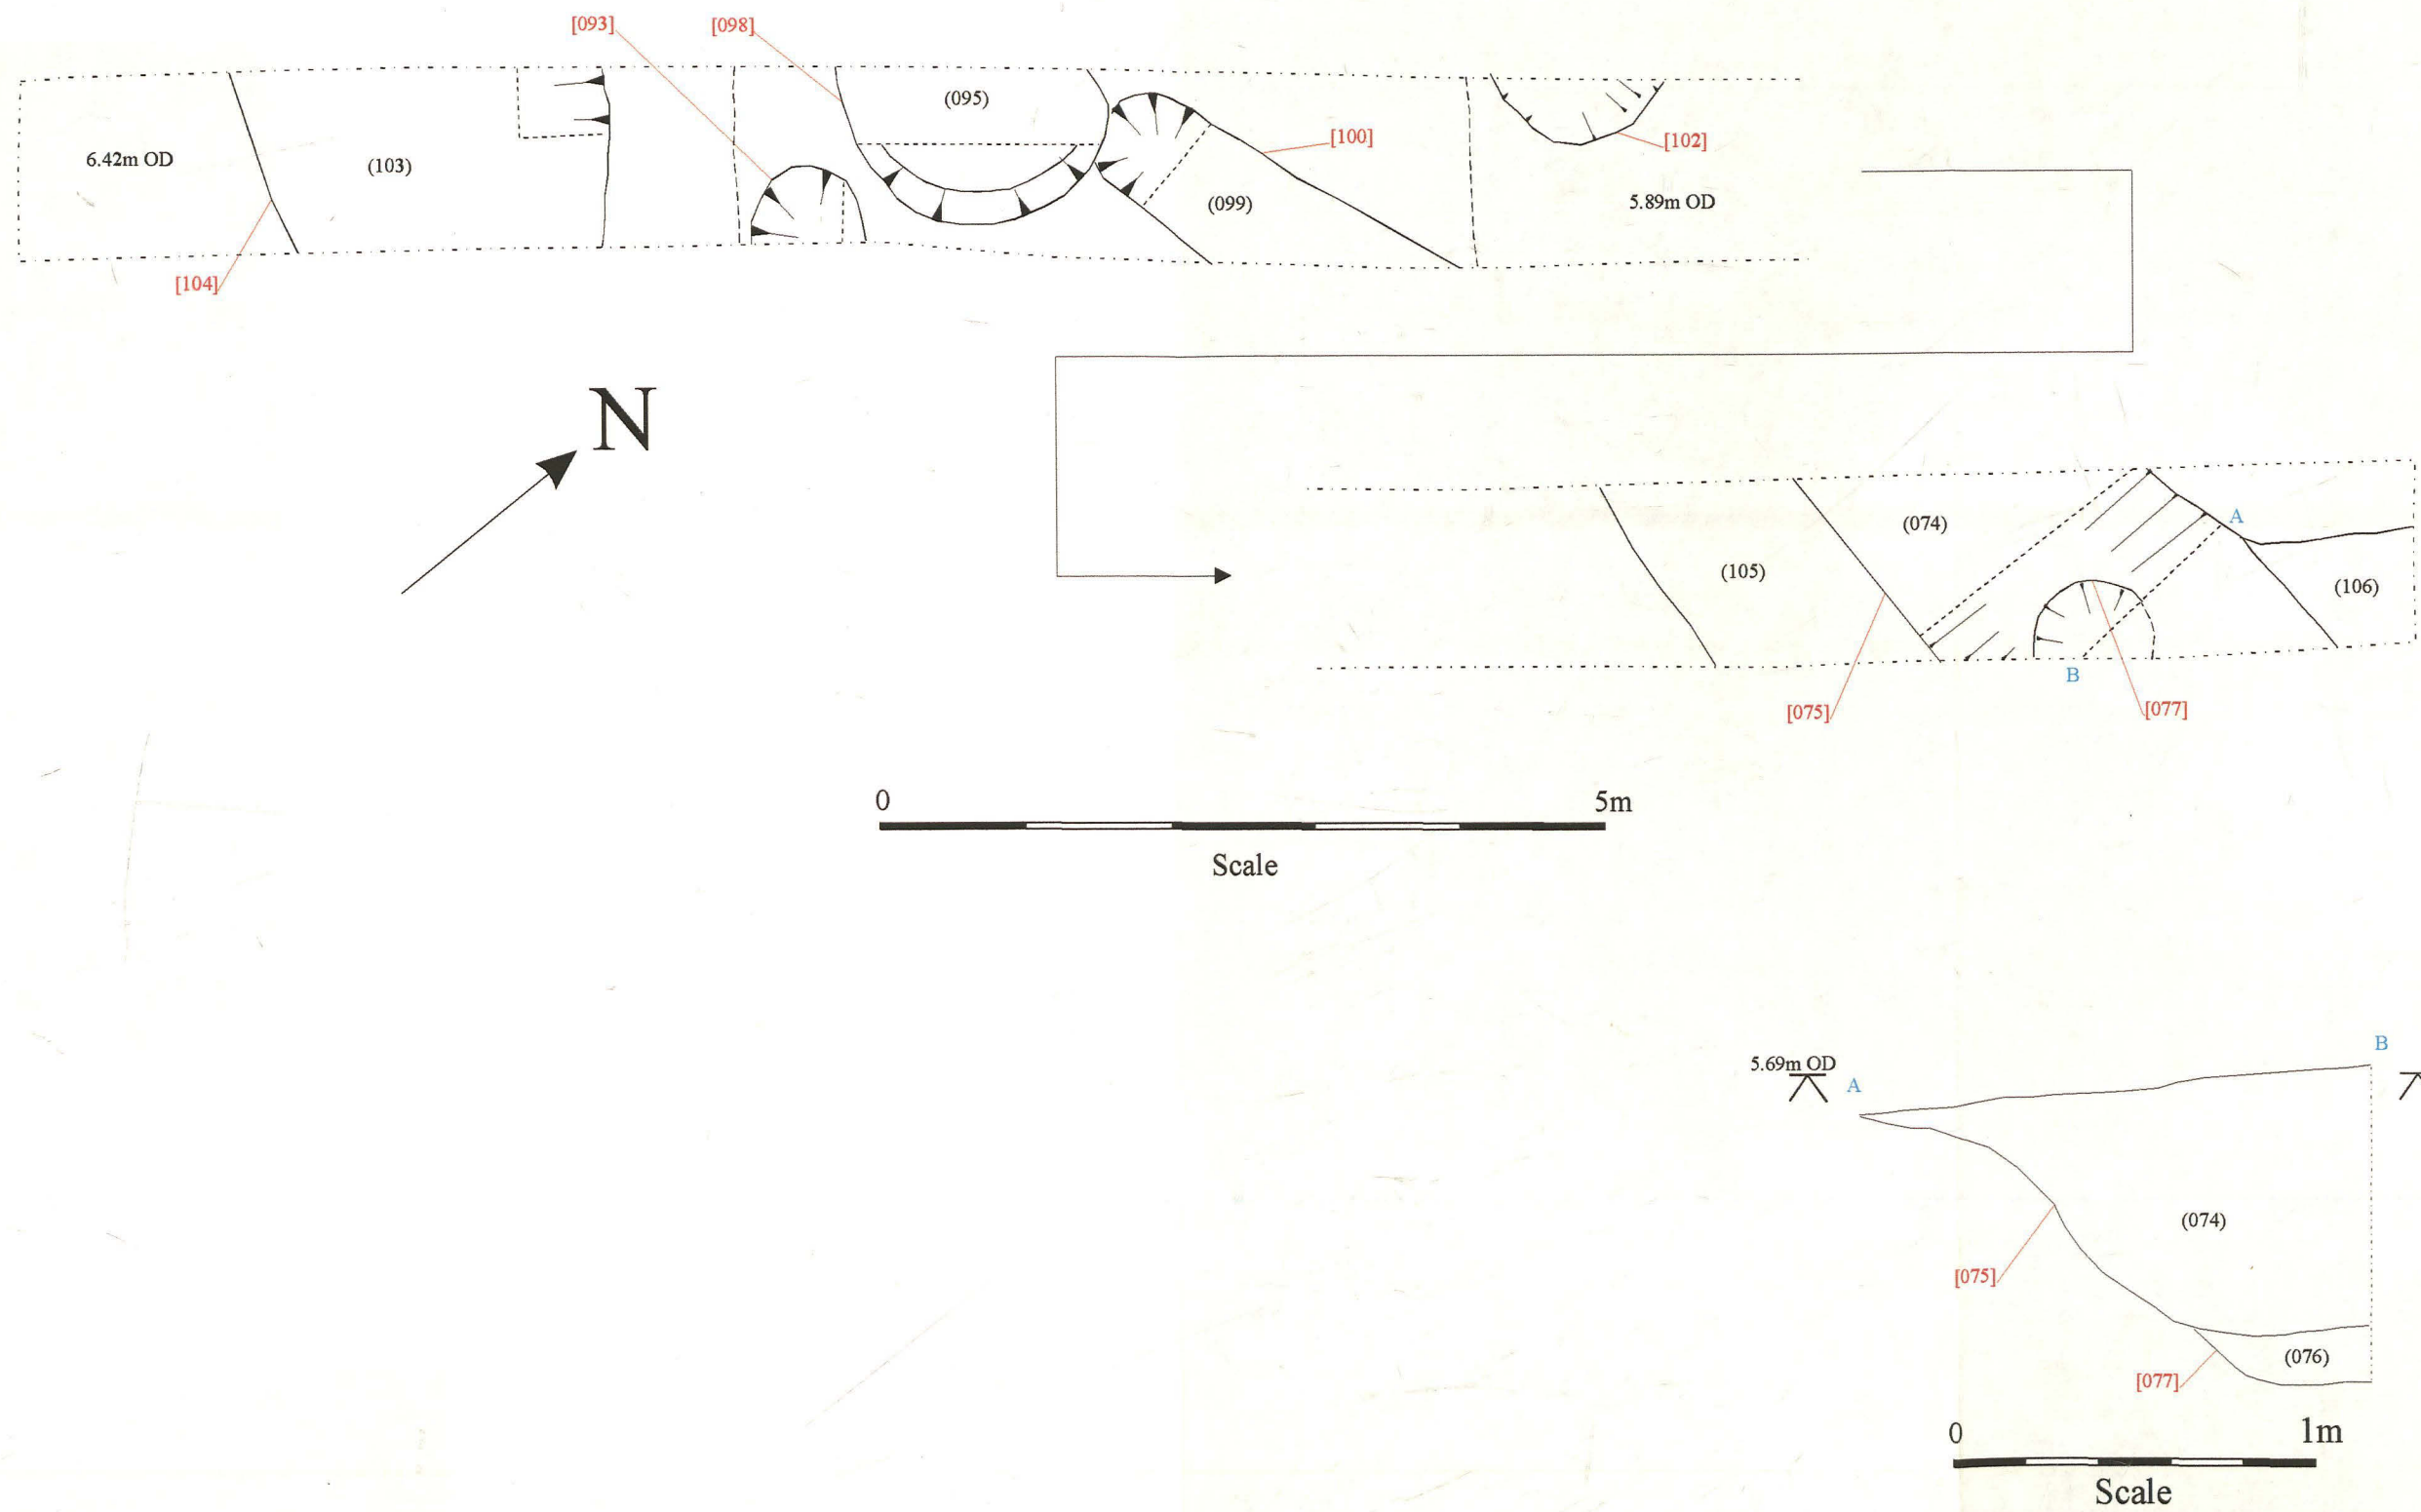 [093]
[098]
(095)
[100]
[102]
6.42m OD
(103)
(099)
5.89m OD
[104]
N
(074)
A
(105)
(106)
B
[075]
[077]
0 5m
Scale
B
5.69m OD
A
(074)
[075]
(076)
[077]
0 1m
Scale